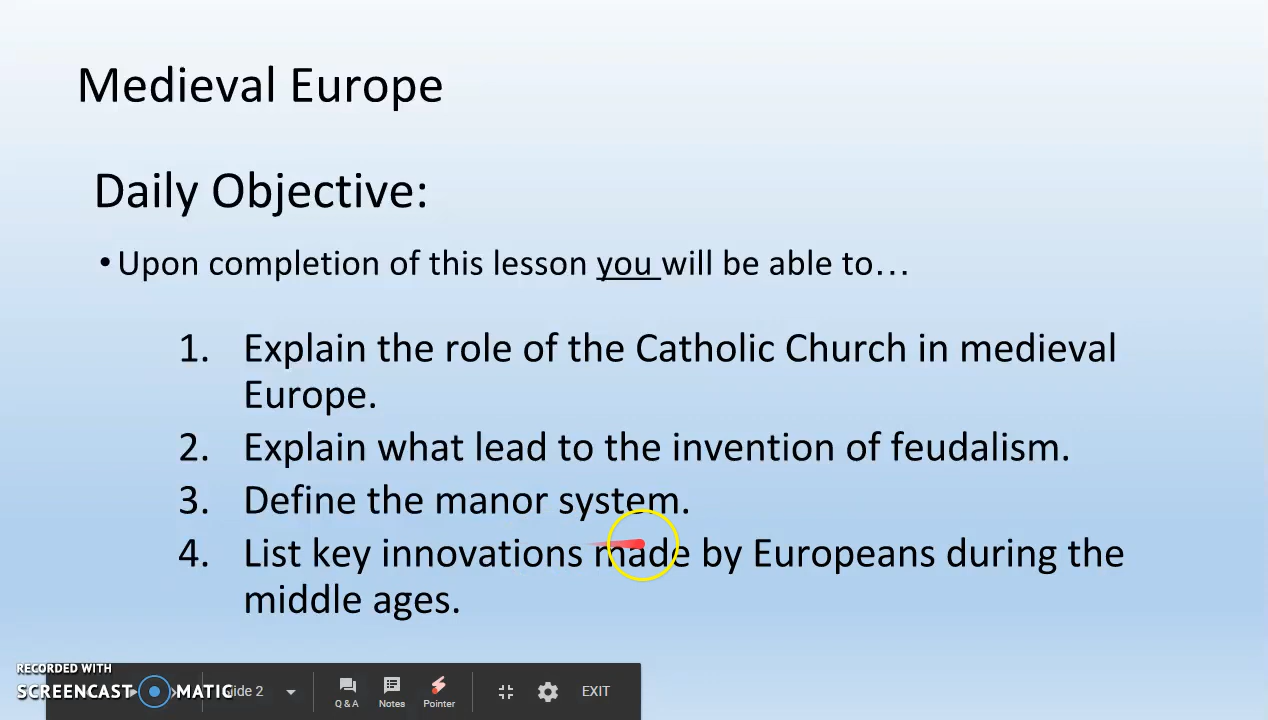 Medieval Europe
Daily Objective:
• Upon completion of this lesson you will be able to…
1. Explain the role of the Catholic Church in medieval
Europe.
2. Explain what lead to the invention of feudalism.
3. Define the manor system.
4. List key innovations made by Europeans during the
middle ages.
RECORDED WITH
SCREENCAST MATIC
lide 2
Q & A
Notes
Pointer
EXIT